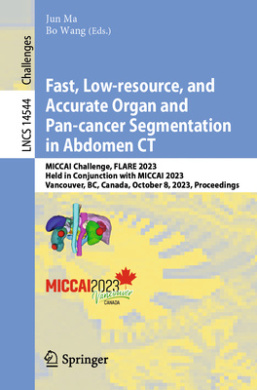 Jun Ma
Bo Wang (Eds.)
LNCS 14544
Challenges
Fast, Low-resource, and
Accurate Organ and
Pan-cancer Segmentation
in Abdomen CT
MICCAI Challenge, FLARE 2023
Held in Conjunction with MICCAI 2023
Vancouver, BC, Canada, October 8, 2023, Proceedings
MICCAI2023
Vancouver
CANADA
Springer